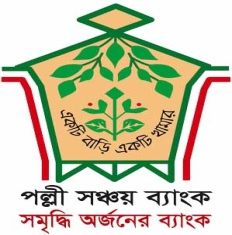 একটি বাড়ি একটি খামার
পল্লী সঞ্চয় ব্যাংক
সমৃদ্ধি অর্জনের ব্যাংক